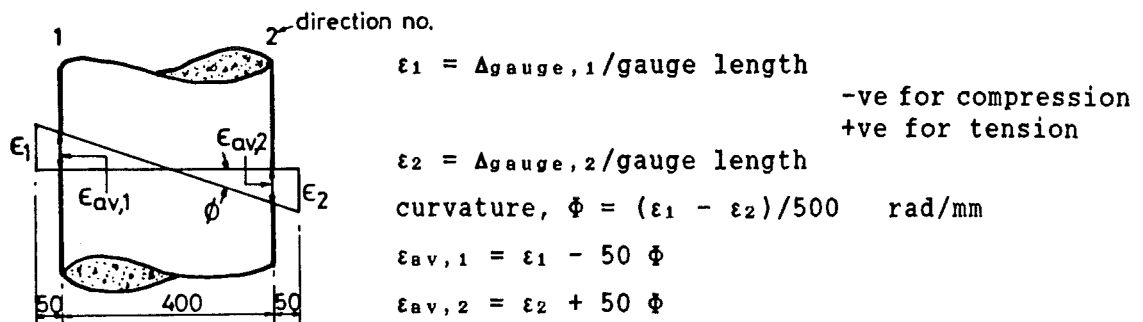 1
2 direction no.
ε1 = Δgauge,1/gauge length
-ve for compression
+ve for tension
ε1
εav,2
εav,1
ϕ
ε2
ε2 = Δgauge,2/gauge length
curvature, Φ = (ε1 - ε2)/500 rad/mm
εav,1 = ε1 - 50 Φ
εav,2 = ε2 + 50 Φ
50
400
50